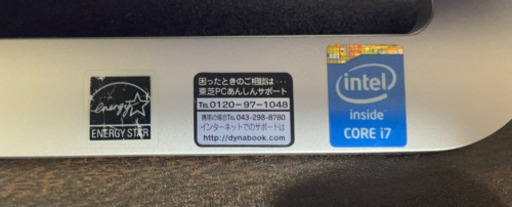 energy
ENERGY STAR
困ったときのご相談は・・・
東芝PCあんしんサポート
TEL 0120-97-1048
携帯の場合TEL 043-298-8780
インターネットでのサポートは
http://dynabook.com
intel
inside
CORE i7